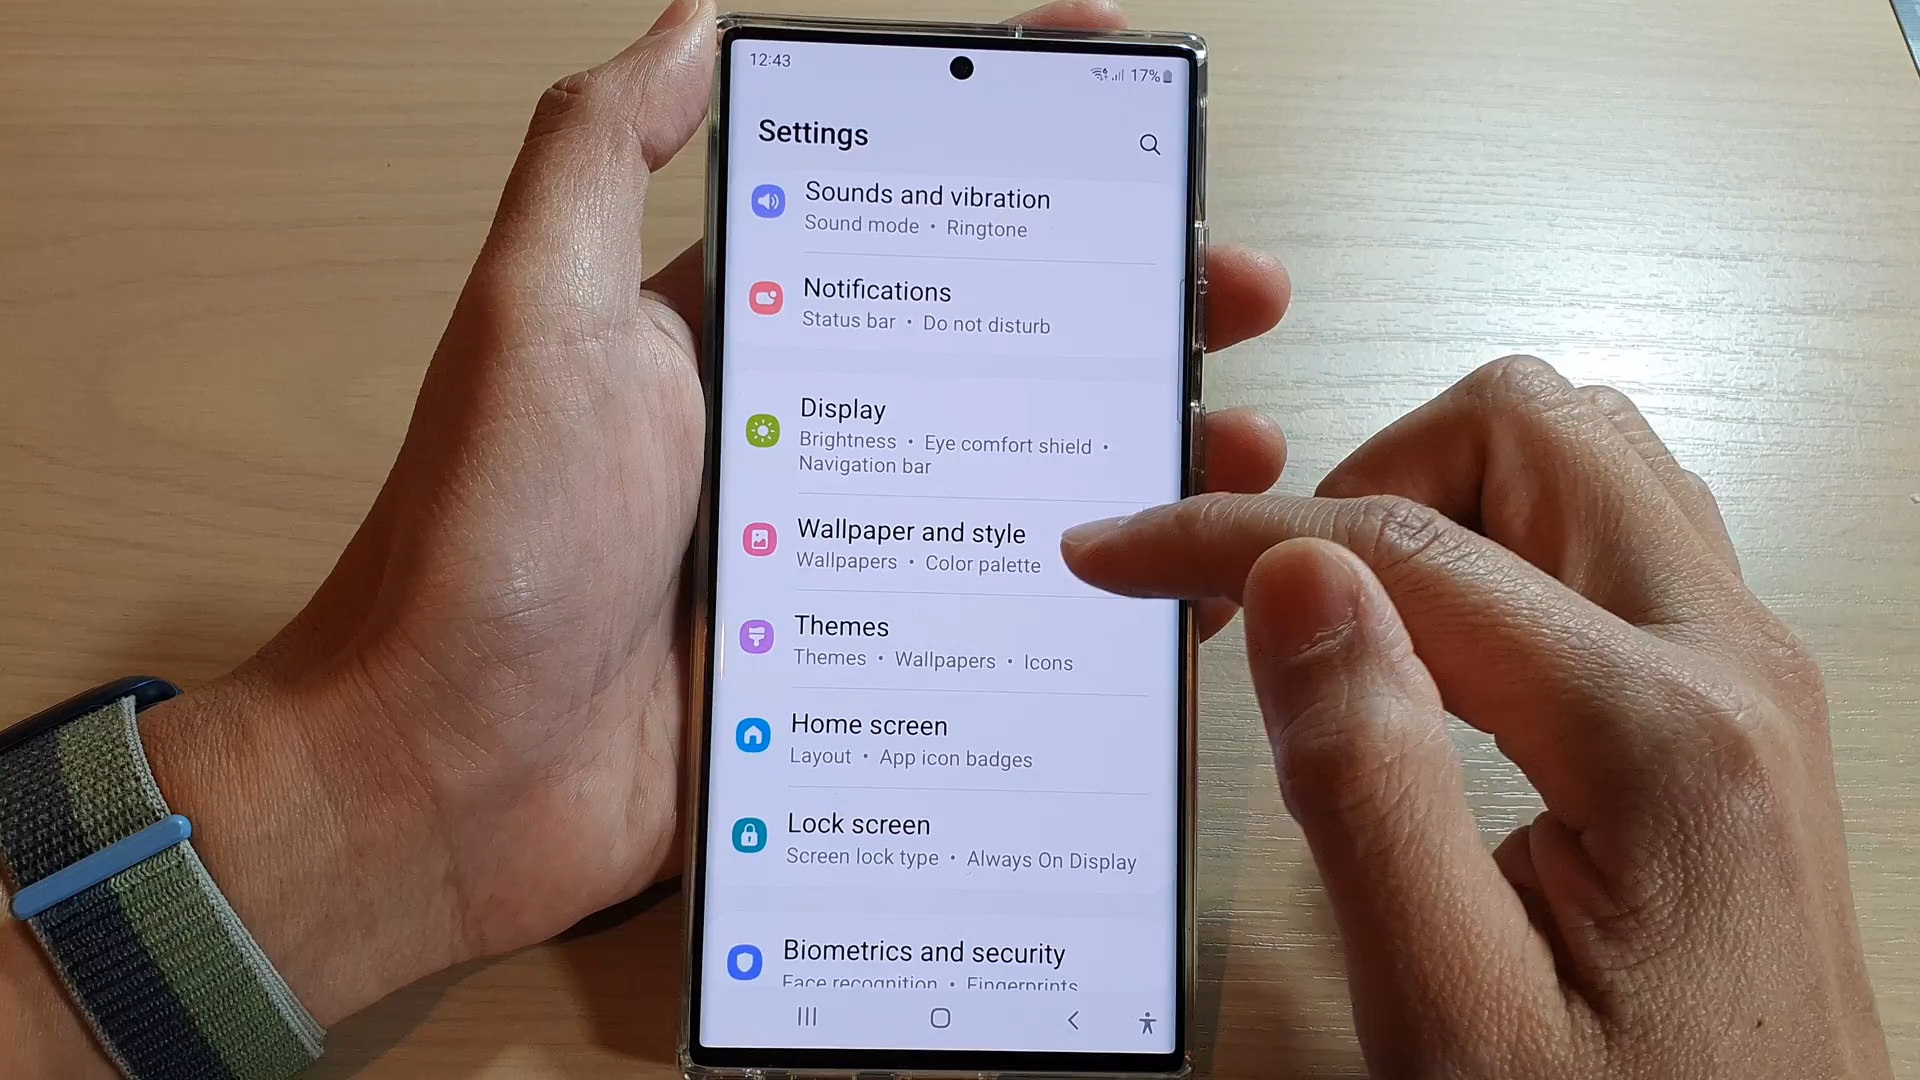 12:43
17%
Settings
Sounds and vibration
Sound mode • Ringtone
Notifications
Status bar • Do not disturb
Display
Brightness • Eye comfort shield •
Navigation bar
Wallpaper and style
Wallpapers • Color palette
Themes
Themes • Wallpapers • Icons
Home screen
Layout • App icon badges
Lock screen
Screen lock type • Always On Display
Biometrics and security
Face recognition • Fingerprints